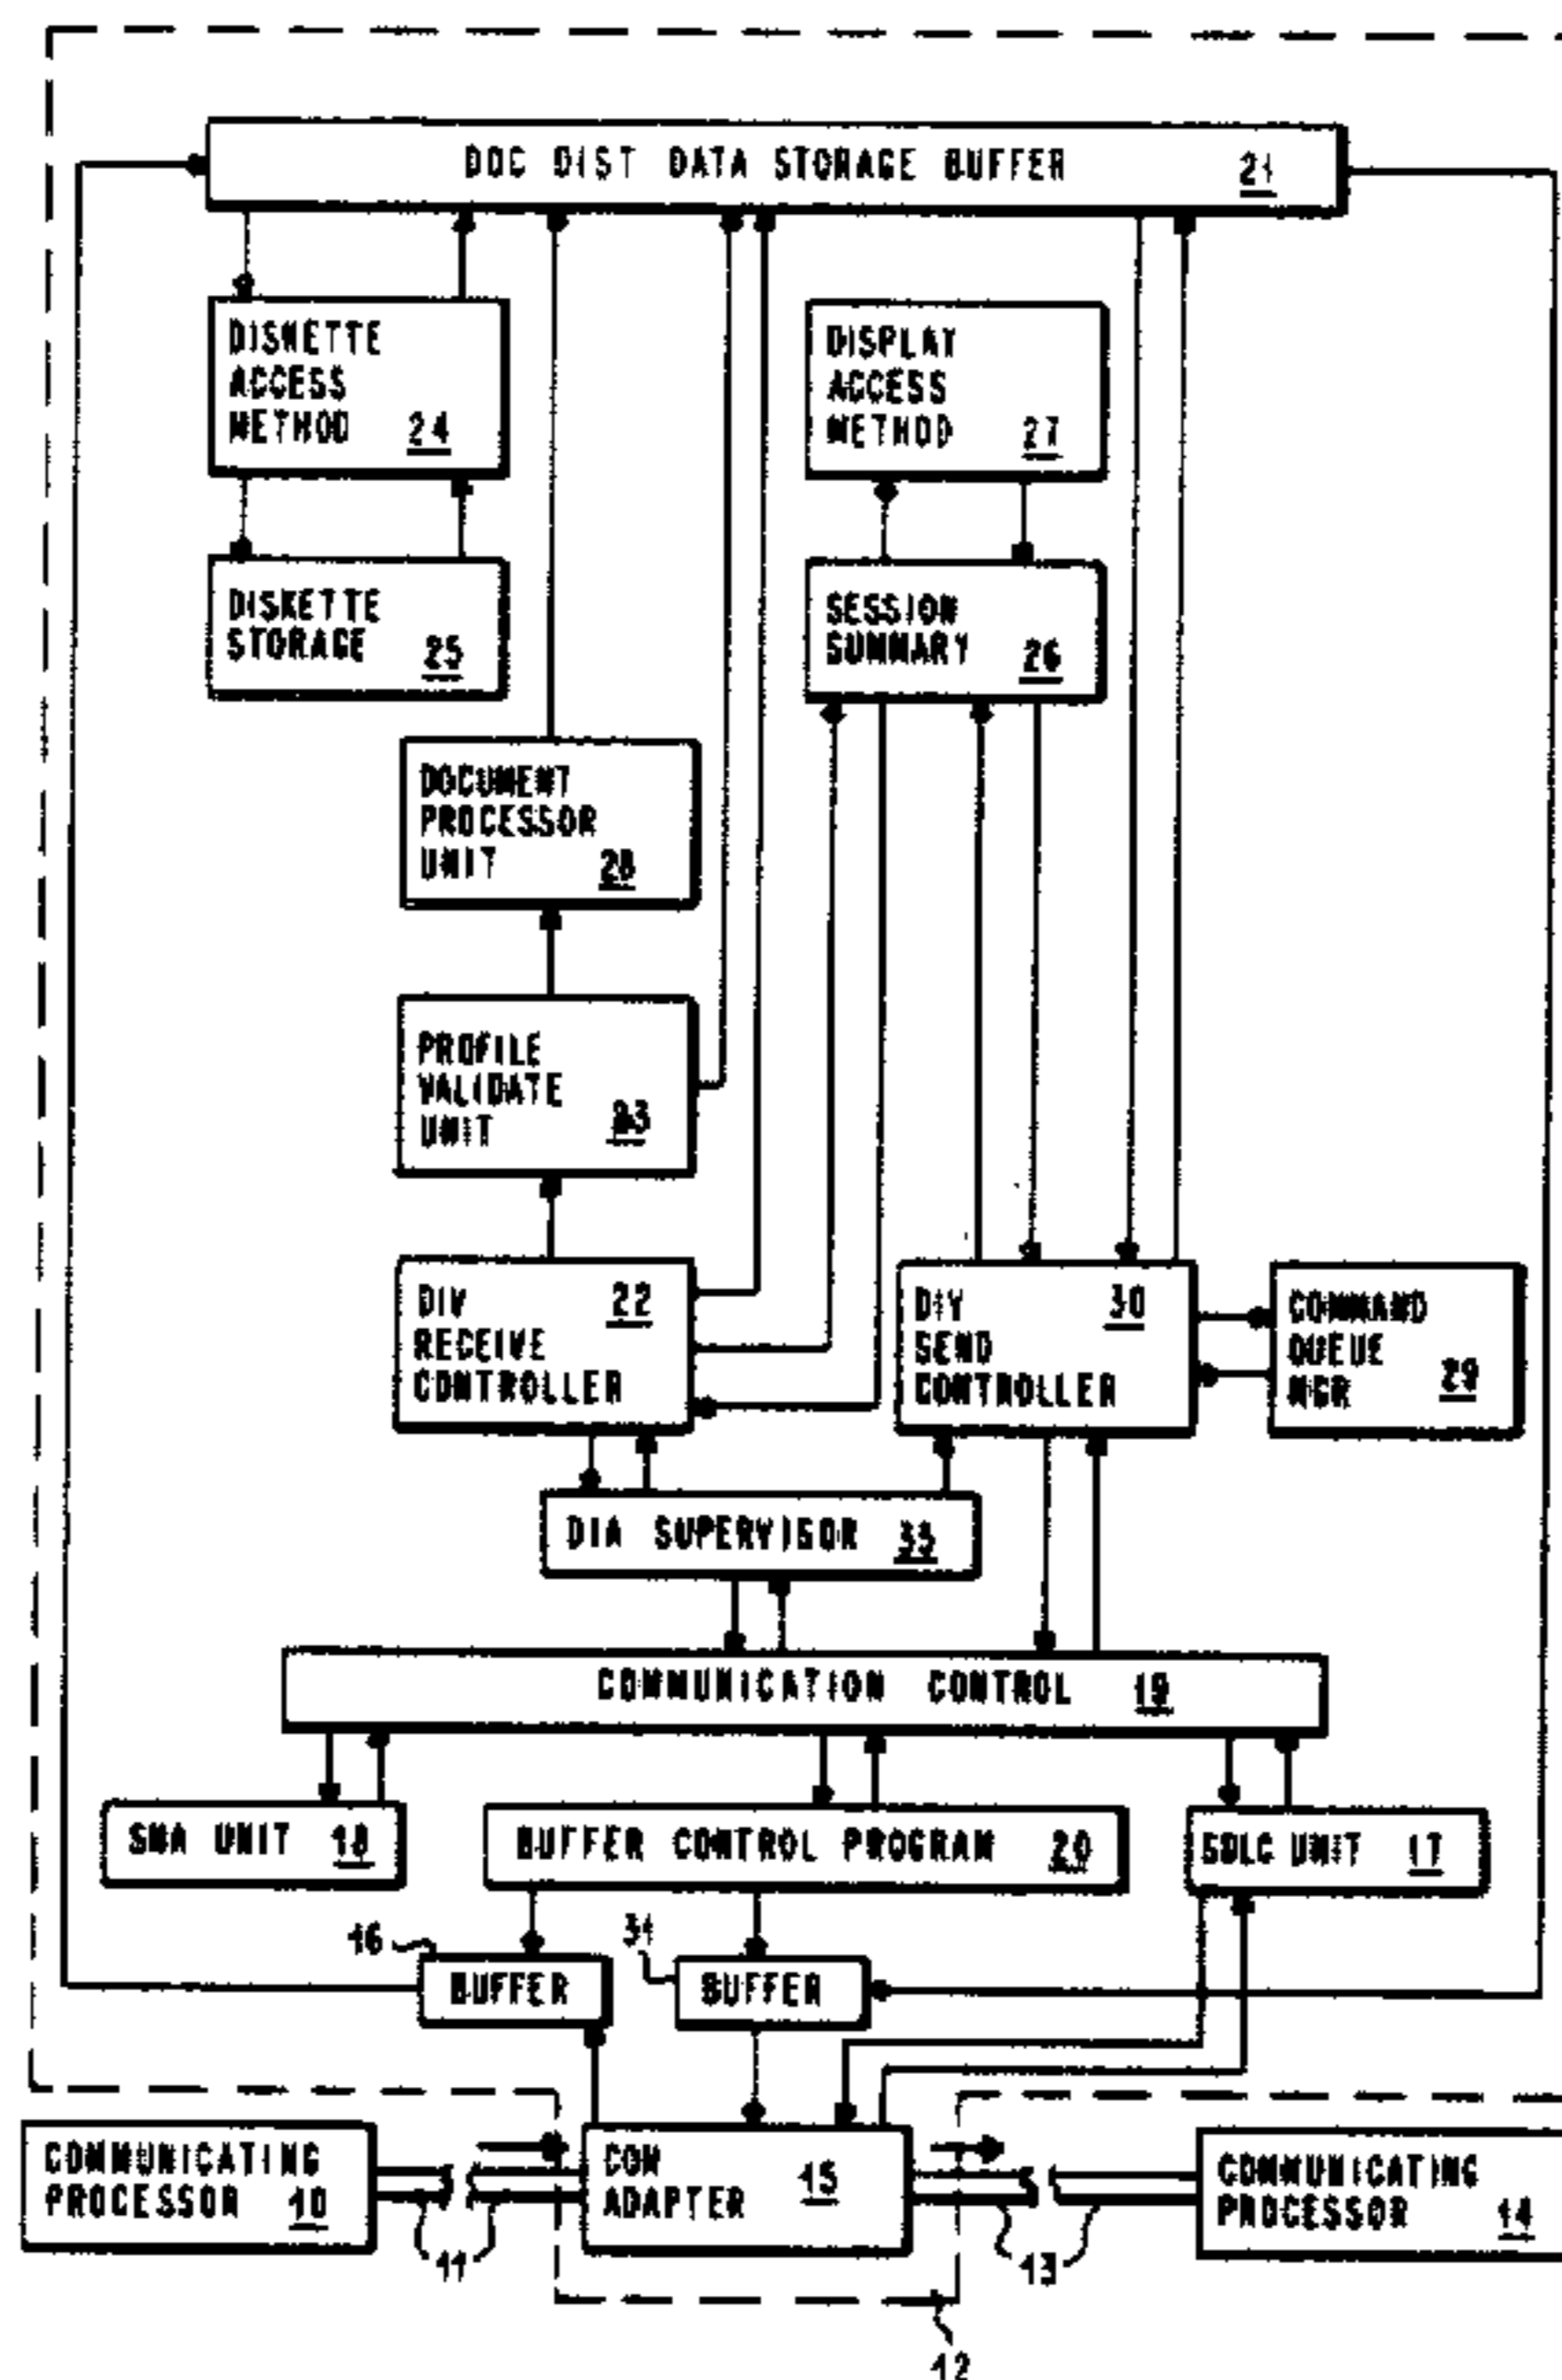 DOC DIST DATA STORAGE BUFFER 21
DISKETTE
ACCESS
METHOD 24
DISPLAY
ACCESS
METHOD 27
DISKETTE
STORAGE 25
SESSION
SUMMARY 26
DOCUMENT
PROCESSOR
UNIT 28
PROFILE
VALIDATE
UNIT 23
DIV 22
RECEIVE
CONTROLLER
DIV 30
SEND
CONTROLLER
COMMAND
QUEUE
MGR 29
DIA SUPERVISOR 33
COMMUNICATION CONTROL 19
SNA UNIT 18
BUFFER CONTROL PROGRAM 20
SDLC UNIT 17
16
BUFFER
31
BUFFER
COMMUNICATING
PROCESSOR 10
COM
ADAPTER 15
COMMUNICATING
PROCESSOR 14
11
13
12